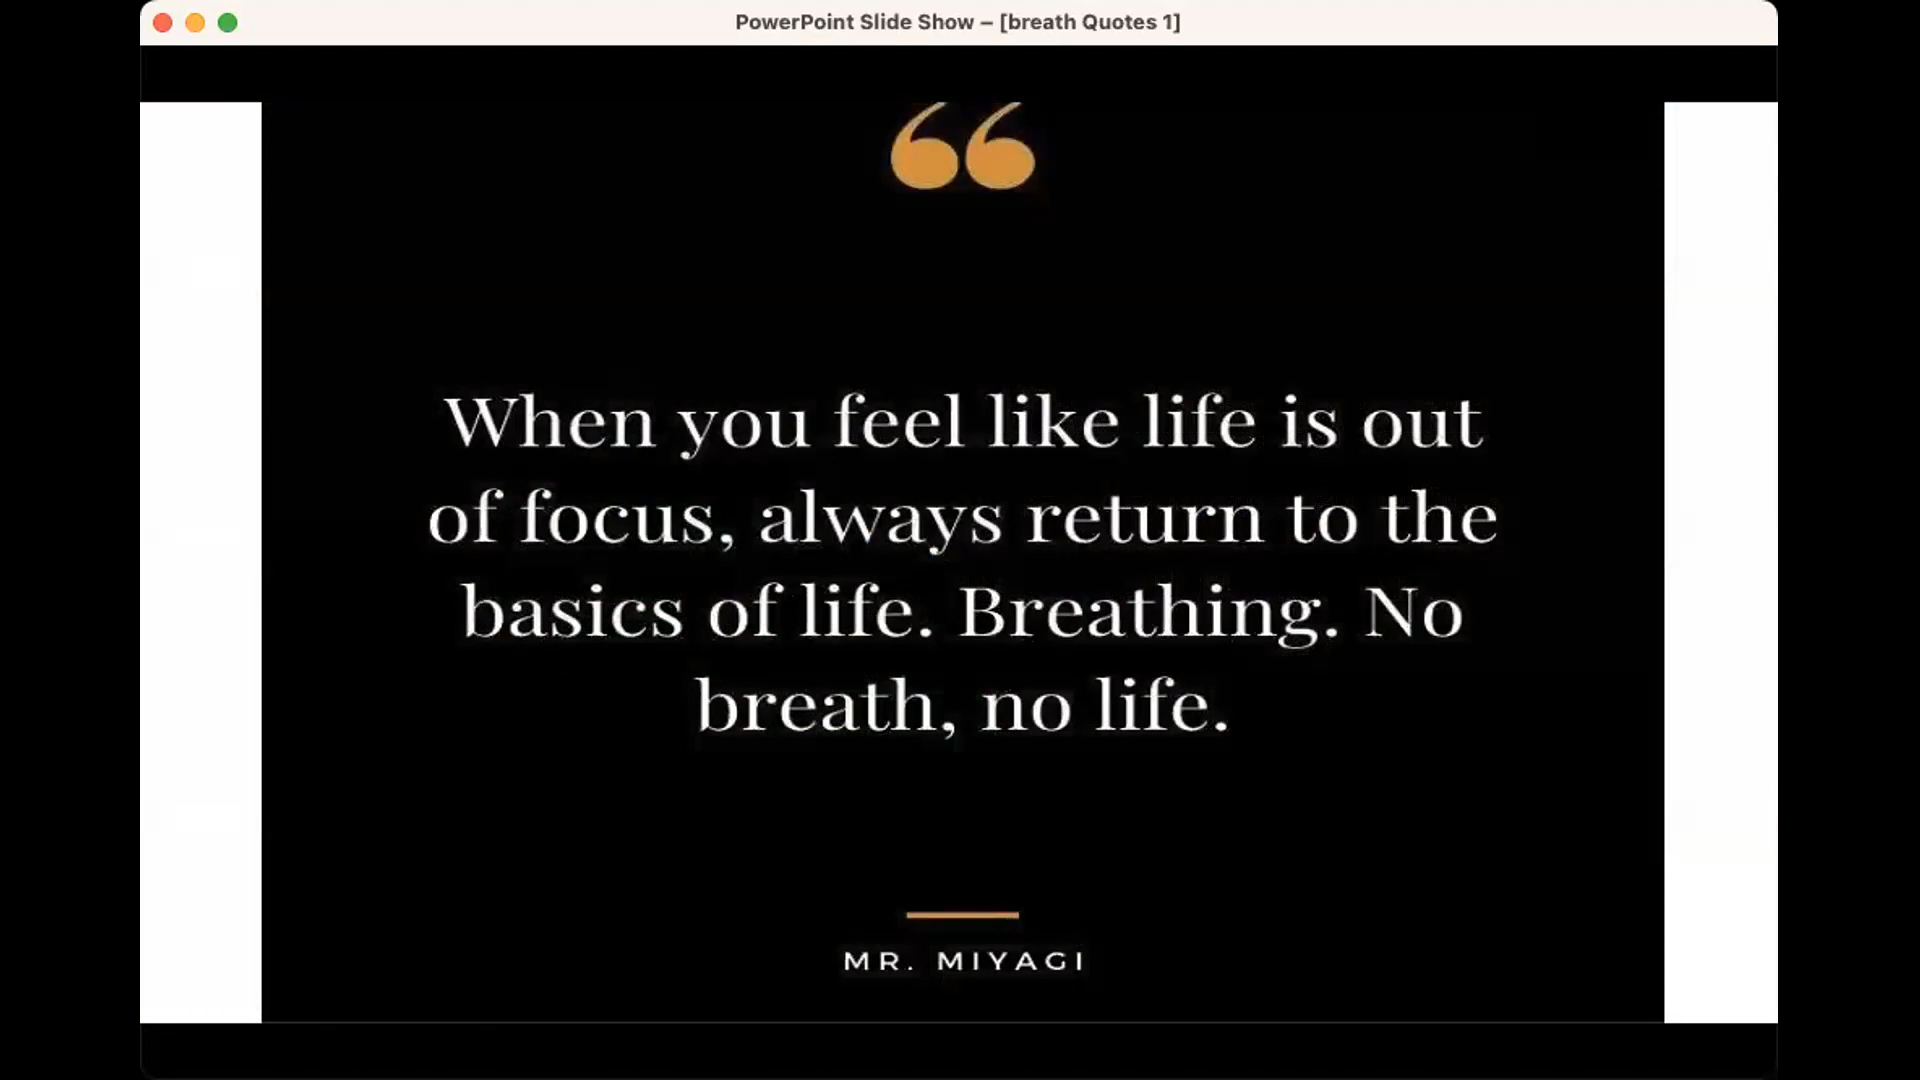 PowerPoint Slide Show – [breath Quotes 1]
“
When you feel like life is out
of focus, always return to the
basics of life. Breathing. No
breath, no life.
MR. MIYAGI